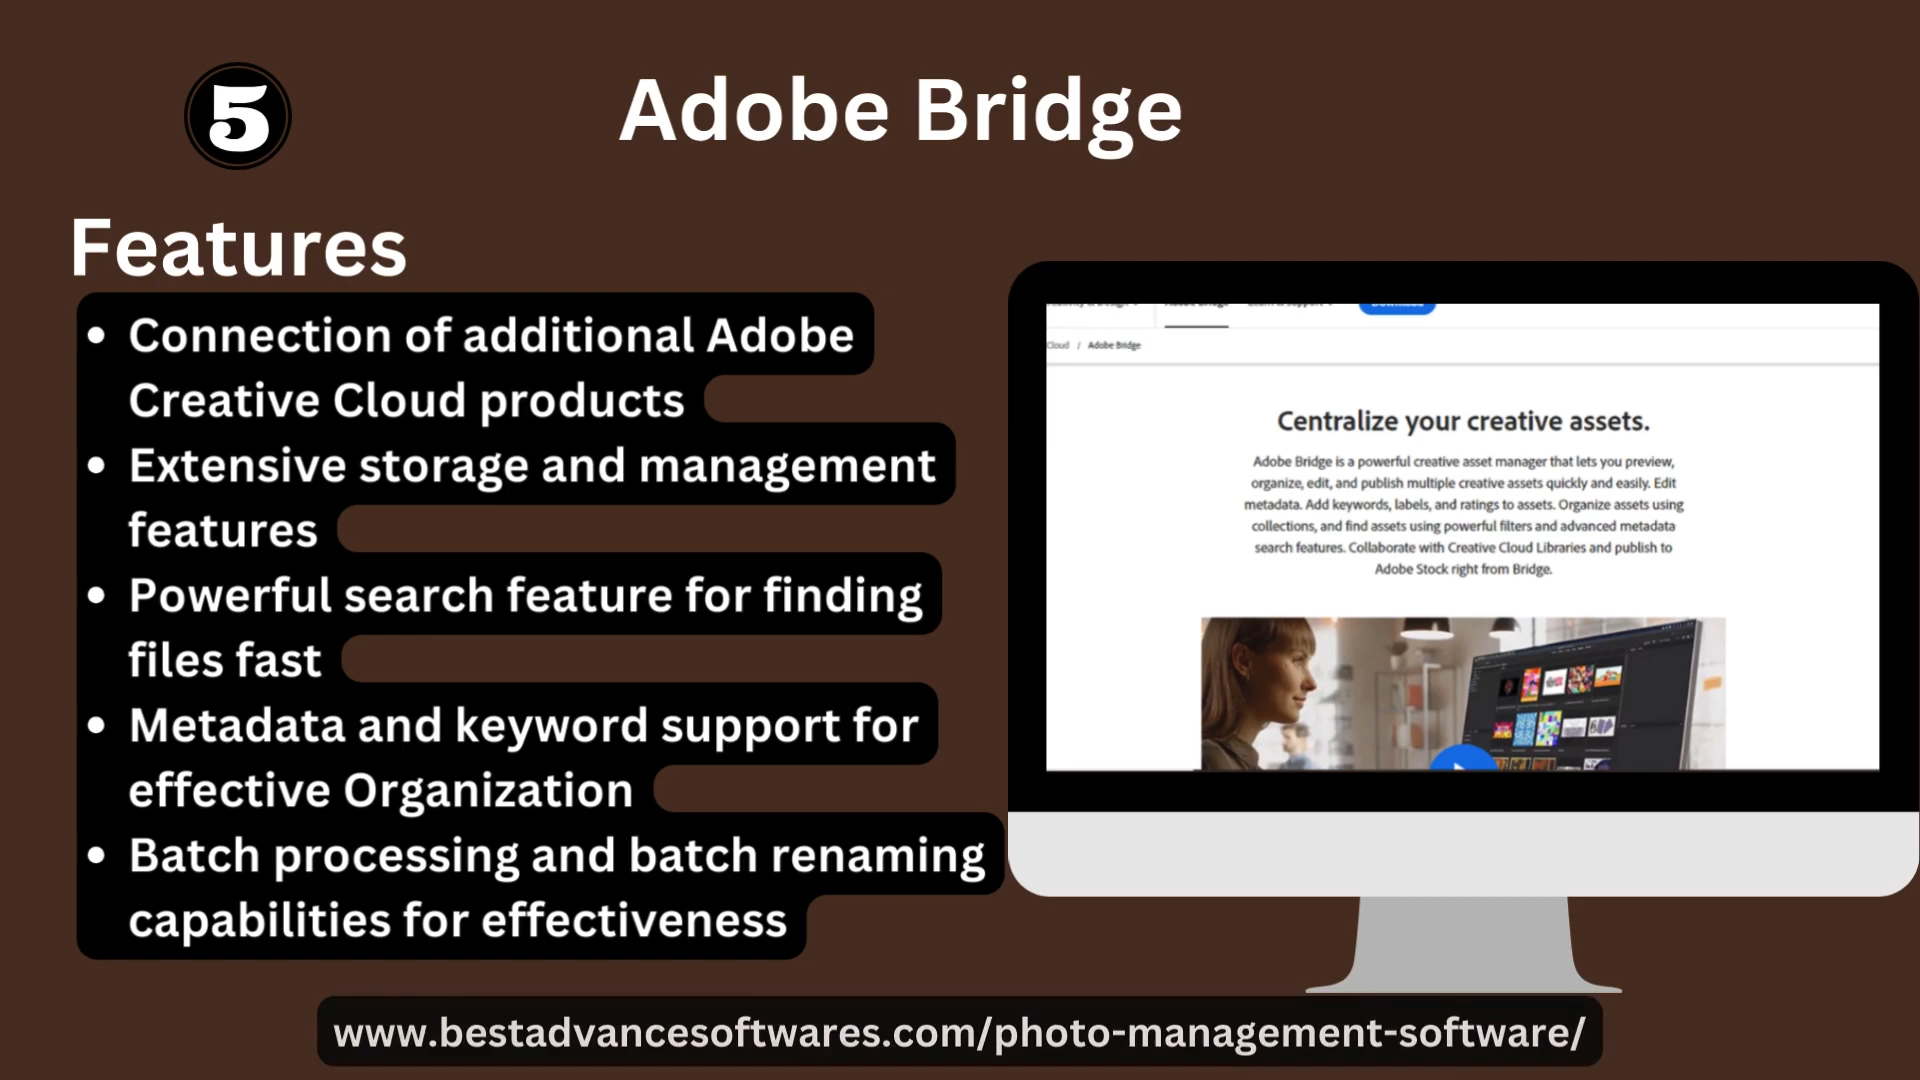 5
Adobe Bridge
Features
• Connection of additional Adobe
Creative Cloud products
• Extensive storage and management
features
• Powerful search feature for finding
files fast
• Metadata and keyword support for
effective Organization
• Batch processing and batch renaming
capabilities for effectiveness
Adobe Bridge
Cloud / Adobe Bridge
Centralize your creative assets.
Adobe Bridge is a powerful creative asset manager that lets you preview,
organize, edit, and publish multiple creative assets quickly and easily. Edit
metadata. Add keywords, labels, and ratings to assets. Organize assets using
collections, and find assets using powerful filters and advanced metadata
search features. Collaborate with Creative Cloud Libraries and publish to
Adobe Stock right from Bridge.
www.bestadvancesoftwares.com/photo-management-software/